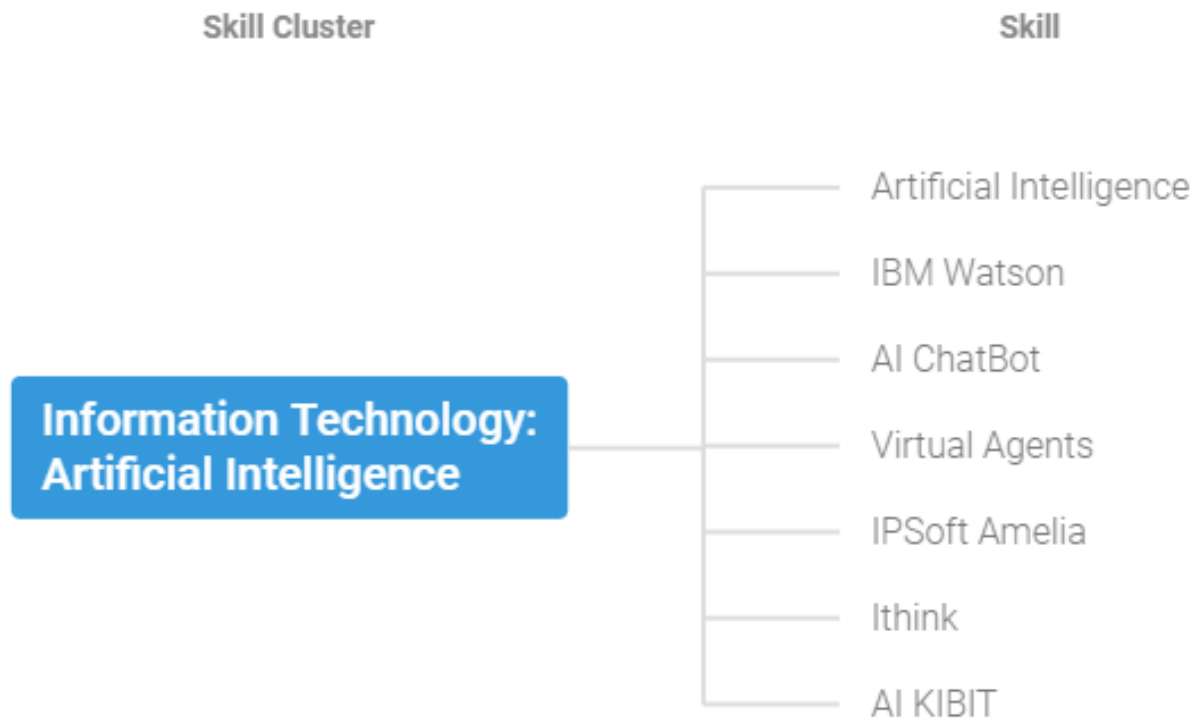 Skill Cluster
Skill
Artificial Intelligence
IBM Watson
AI ChatBot
Information Technology:
Artificial Intelligence
Virtual Agents
IPSoft Amelia
Ithink
AI KIBIT